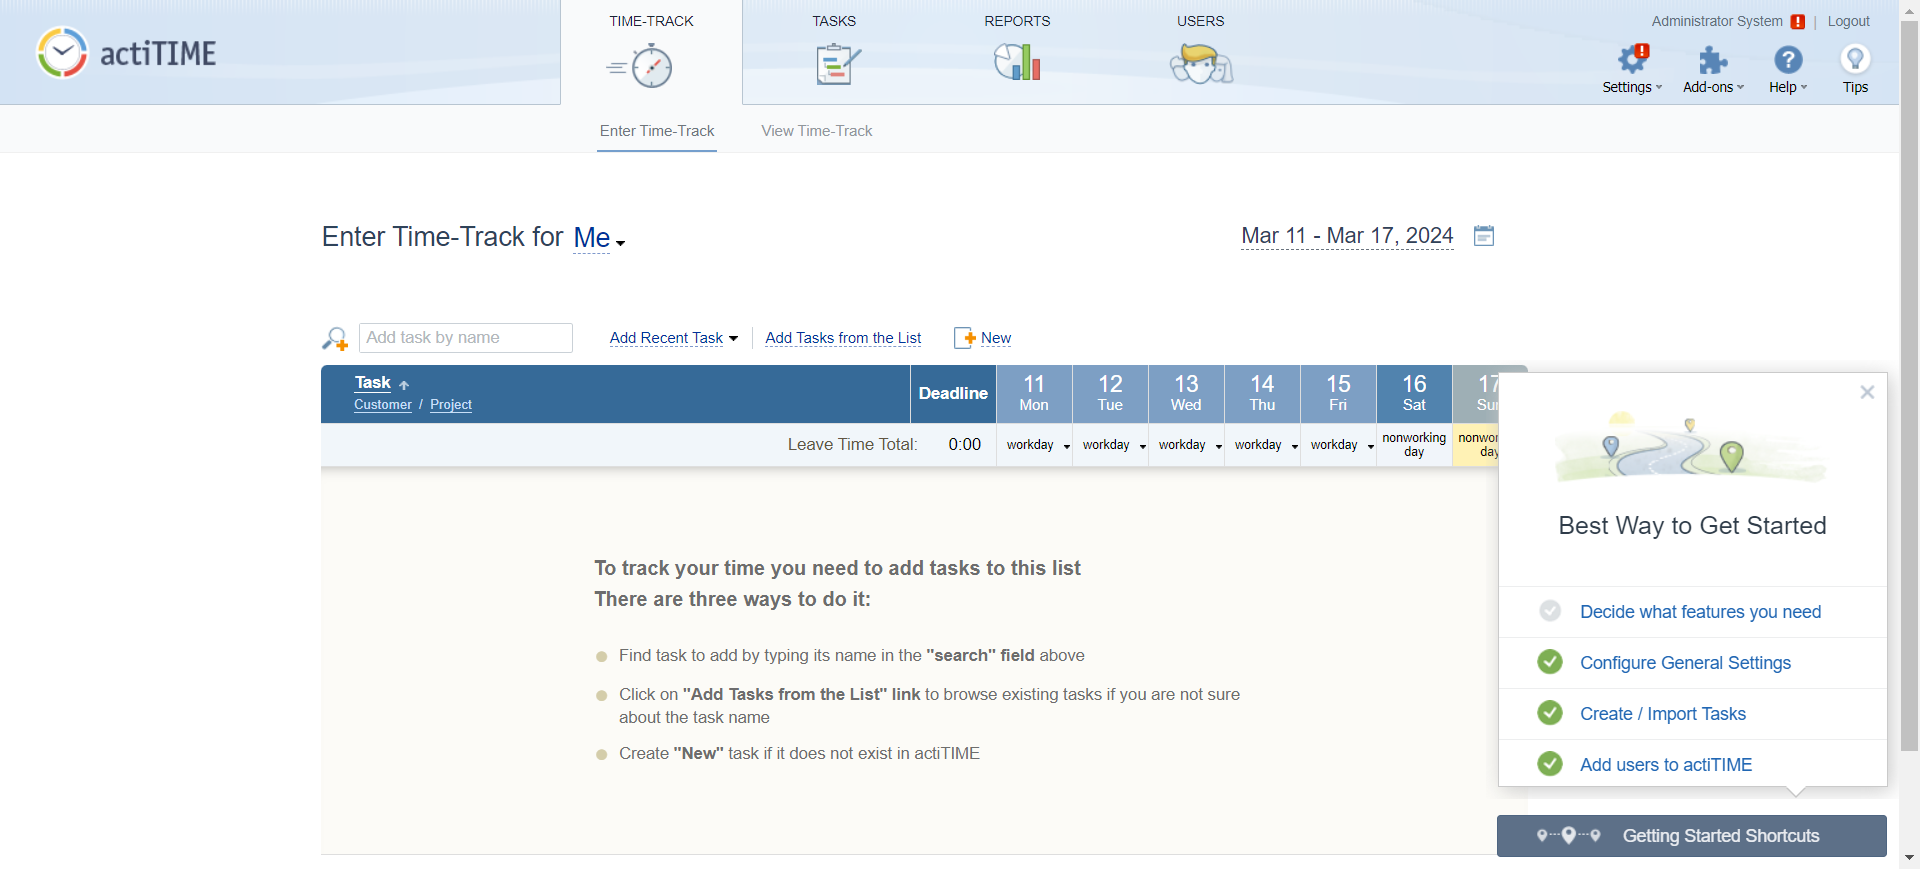 actiTIME
TIME-TRACK
TASKS
REPORTS
USERS
Administrator System
Logout
Settings
Add-ons
Help
Tips
Enter Time-Track
View Time-Track
Enter Time-Track for Me
Mar 11 - Mar 17, 2024
Add task by name
Add Recent Task
Add Tasks from the List
New
Task
Customer / Project
Deadline
11 Mon
12 Tue
13 Wed
14 Thu
15 Fri
16 Sat
17
Leave Time Total: 0:00
workday
workday
workday
workday
workday
nonworking
day
day
To track your time you need to add tasks to this list
There are three ways to do it:
Find task to add by typing its name in the "search" field above
Click on "Add Tasks from the List" link to browse existing tasks if you are not sure
about the task name
Create "New" task if it does not exist in actiTIME
Best Way to Get Started
Decide what features you need
Configure General Settings
Create / Import Tasks
Add users to actiTIME
Getting Started Shortcuts